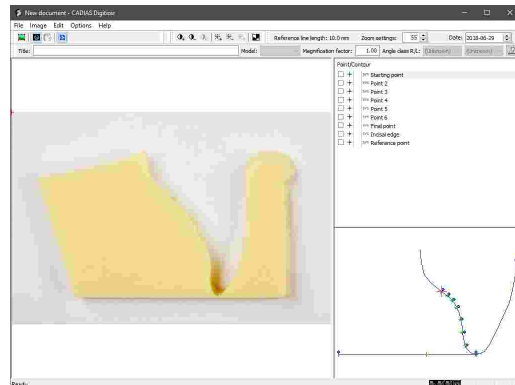 New document - CADIAS Digitizer
File Image Edit Options Help
Reference line length: 10.0 mm Zoom settings: 55 Date: 2018-06-29
Title: Model: Magnification factor: 1.00 Angle class R/L: (Unknown) (Unknown)
Point/Contour
Starting point
Point 2
Point 3
Point 4
Point 5
Point 6
Final point
Incisal edge
Reference point
Ready